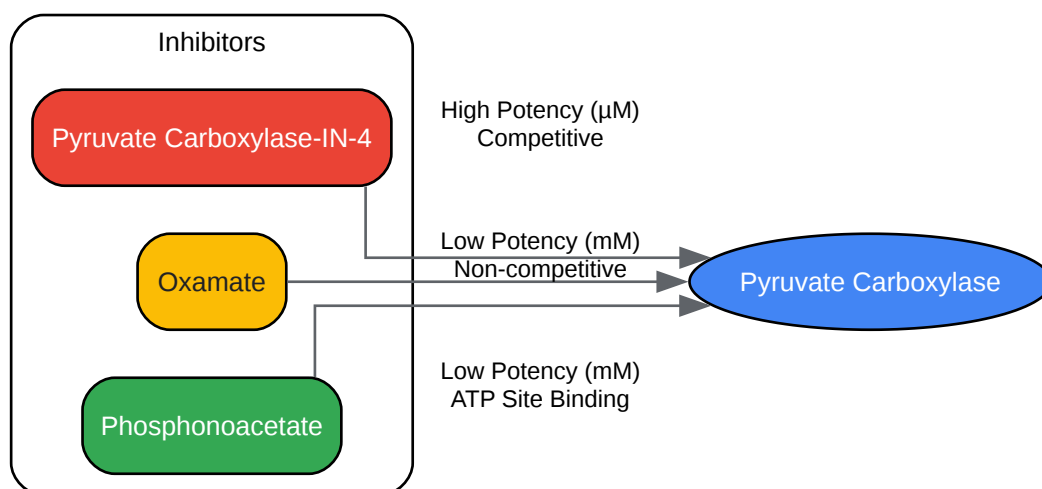 Inhibitors
Pyruvate Carboxylase-IN-4
High Potency (µM)
Competitive
Oxamate
Low Potency (mM)
Non-competitive
Pyruvate Carboxylase
Phosphonoacetate
Low Potency (mM)
ATP Site Binding